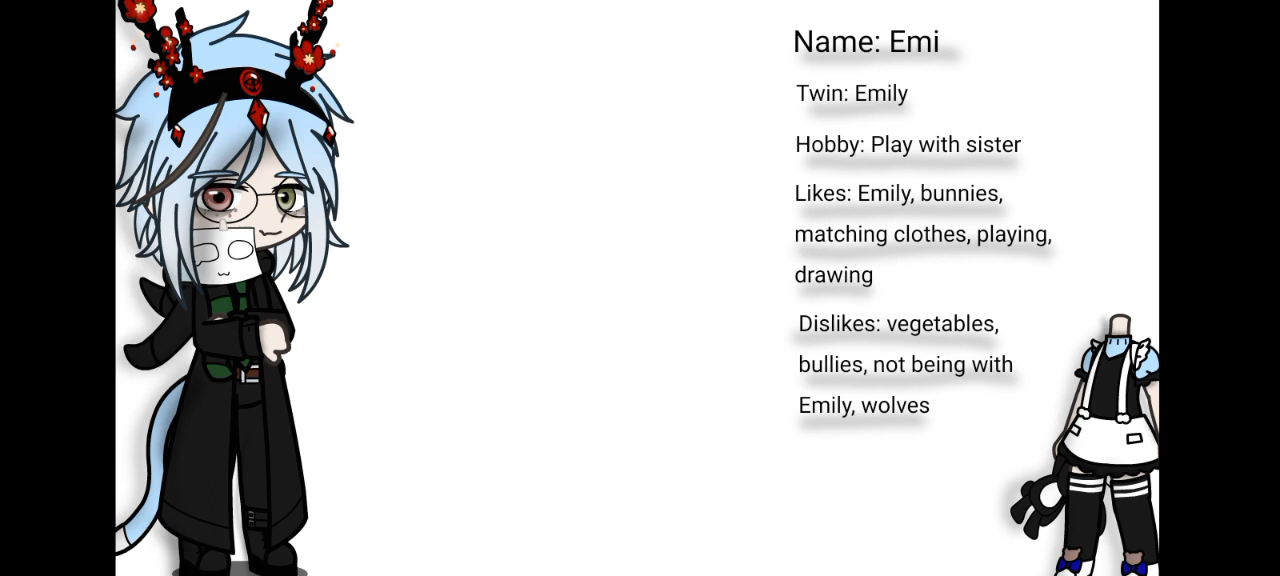 Name: Emi
Twin: Emily
Hobby: Play with sister
Likes: Emily, bunnies,
matching clothes, playing,
drawing
Dislikes: vegetables,
bullies, not being with
Emily, wolves